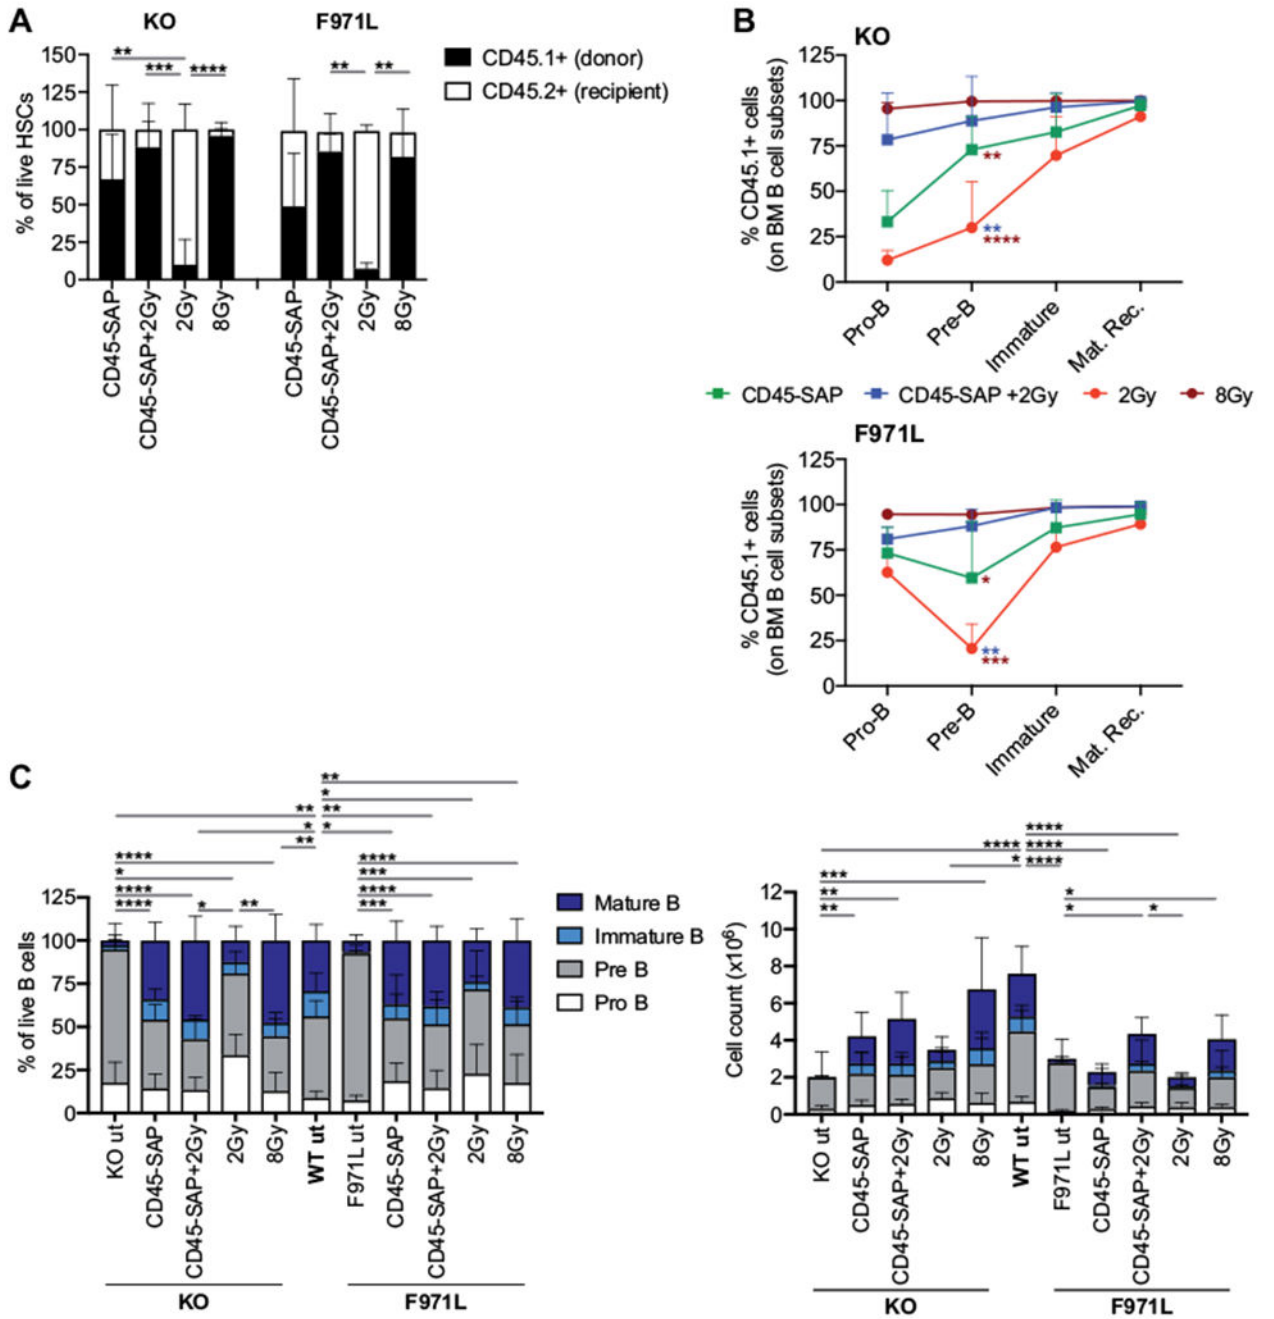 A
KO
F971L
% of live HSCs
150
125
100
75
50
25
0
**
***
****
**
**
CD45.1+ (donor)
CD45.2+ (recipient)
CD45-SAP
CD45-SAP+2Gy
2Gy
8Gy
CD45-SAP
CD45-SAP+2Gy
2Gy
8Gy
B
KO
% CD45.1+ cells
(on BM B cell subsets)
125
100
75
50
25
0
**
**
****
Pro-B
Pre-B
Immature
Mat. Rec.
CD45-SAP
CD45-SAP +2Gy
2Gy
8Gy
F971L
% CD45.1+ cells
(on BM B cell subsets)
125
100
75
50
25
0
*
**
***
Pro-B
Pre-B
Immature
Mat. Rec.
C
**
*
** **
* *
**
**** ****
* ***
**** ****
**** * ** ***
% of live B cells
125
100
75
50
25
0
Mature B
Immature B
Pre B
Pro B
KO ut
CD45-SAP
CD45-SAP+2Gy
2Gy
8Gy
WT ut
F971L ut
CD45-SAP
CD45-SAP+2Gy
2Gy
8Gy
KO
F971L
****
**** ****
* ****
***
** *
** * *
Cell count (x10⁶)
12
10
8
6
4
2
0
KO ut
CD45-SAP
CD45-SAP+2Gy
2Gy
8Gy
WT ut
F971L ut
CD45-SAP
CD45-SAP+2Gy
2Gy
8Gy
KO
F971L